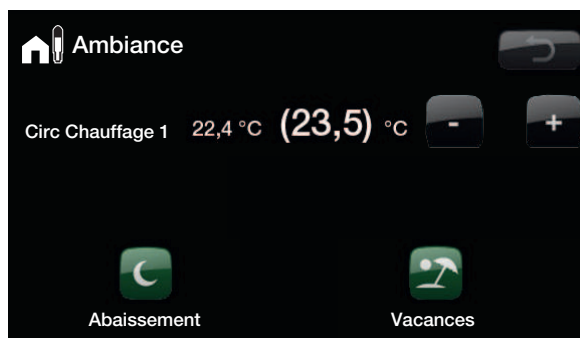 Ambiance
Circ Chauffage 1 22,4 °C (23,5) °C - +
Abaissement Vacances